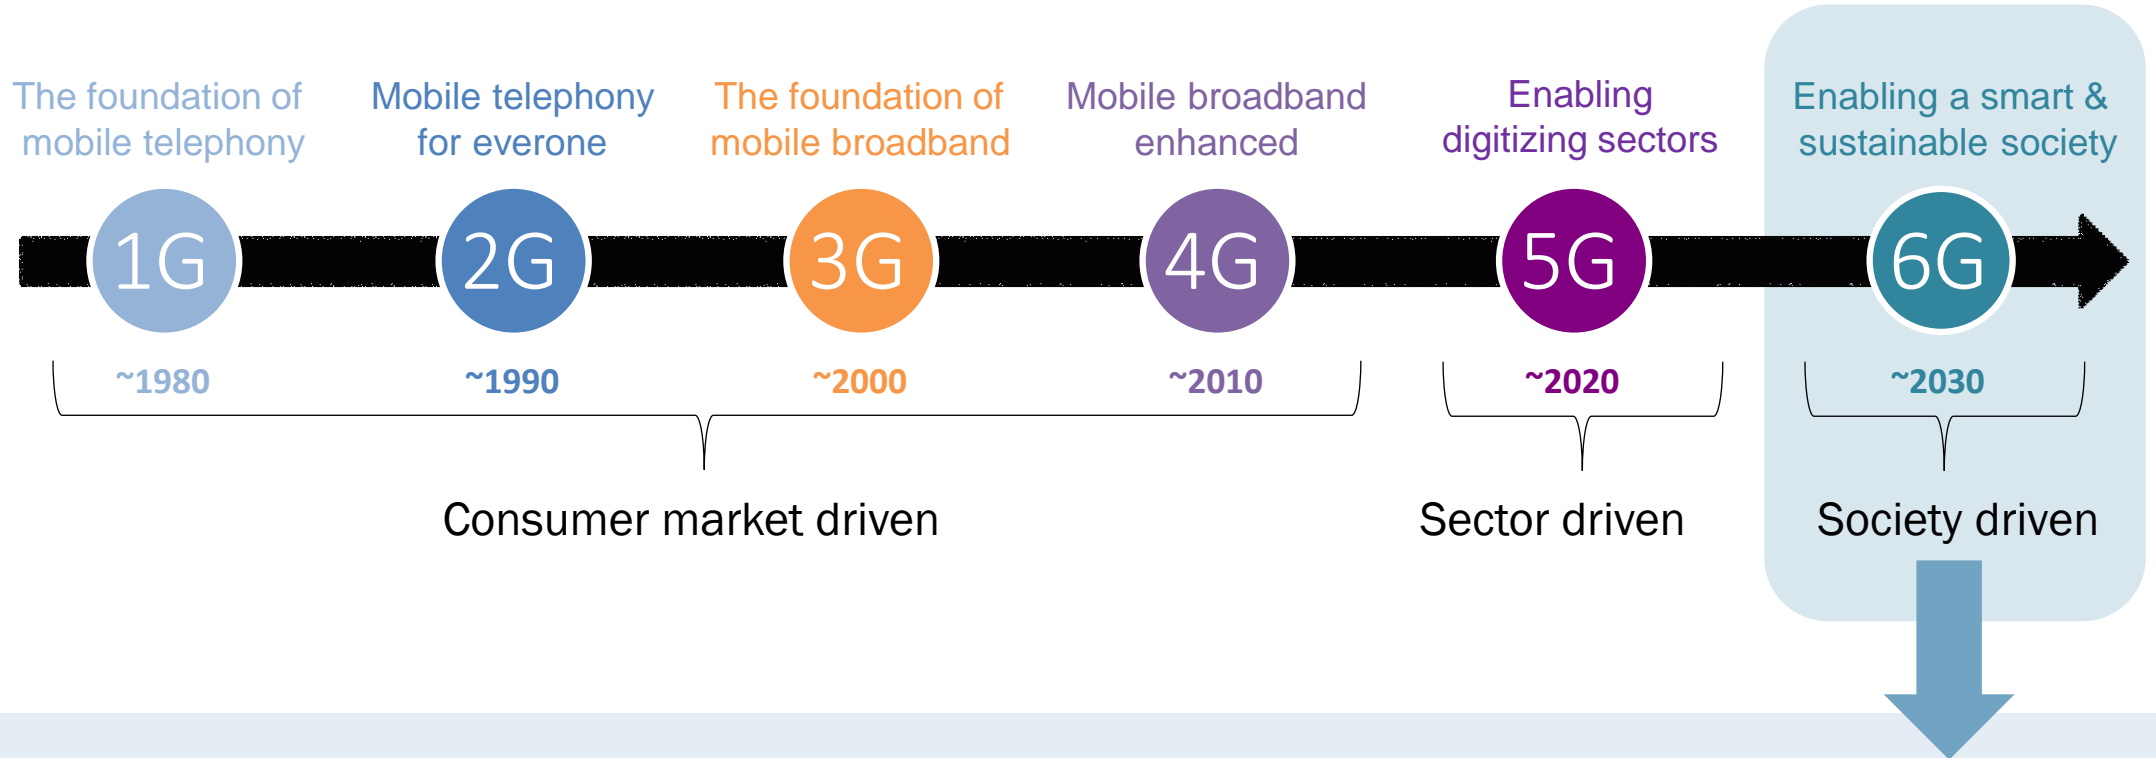 The foundation of
mobile telephony
Mobile telephony
for everone
The foundation of
mobile broadband
Mobile broadband
enhanced
Enabling
digitizing sectors
Enabling a smart &
sustainable society
1G
2G
3G
4G
5G
6G
~1980
~1990
~2000
~2010
~2020
~2030
Consumer market driven
Sector driven
Society driven